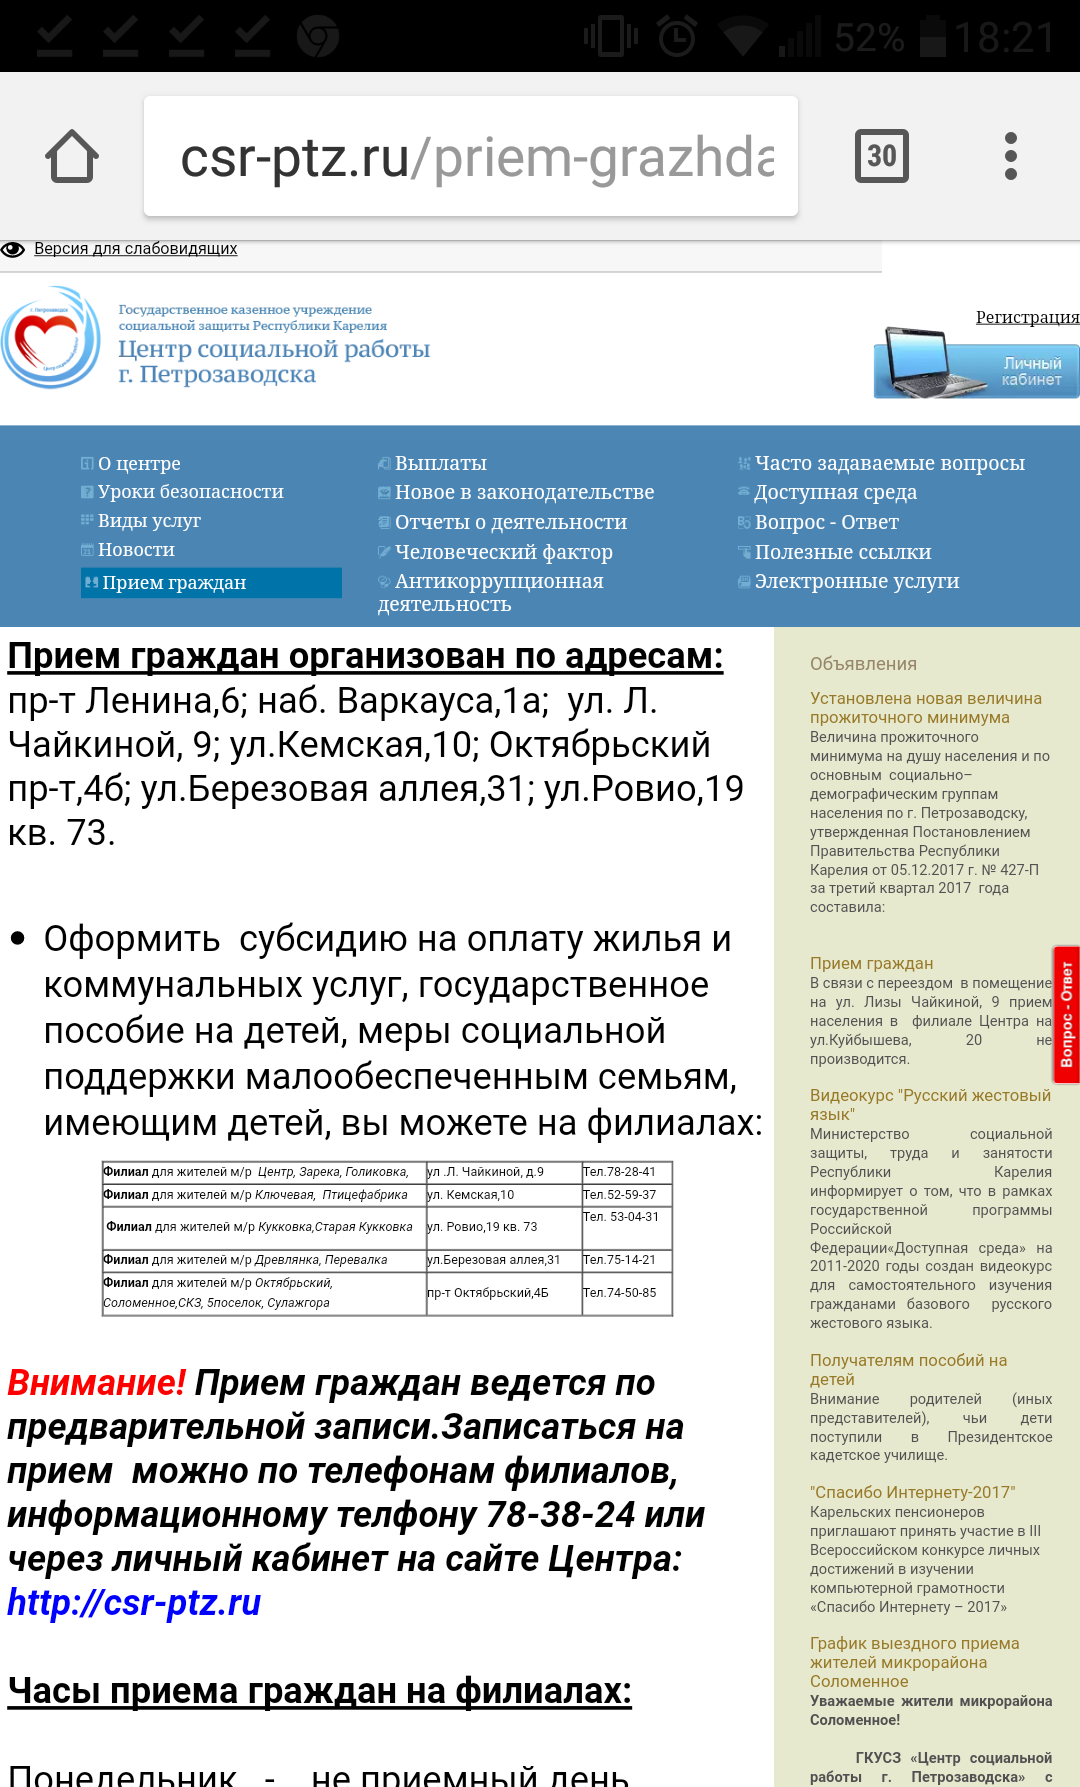 52% 18:21
csr-ptz.ru/priem-grazhda
30
Версия для слабовидящих
Государственное казенное учреждение
социальной защиты Республики Карелия
Центр социальной работы
г. Петрозаводска
Регистрация
Личный
кабинет
О центре
Уроки безопасности
Виды услуг
Новости
Прием граждан
Выплаты
Новое в законодательстве
Отчеты о деятельности
Человеческий фактор
Антикоррупционная
деятельность
Часто задаваемые вопросы
Доступная среда
Вопрос - Ответ
Полезные ссылки
Электронные услуги
Прием граждан организован по адресам:
пр-т Ленина,6; наб. Варкауса,1а;  ул. Л.
Чайкиной, 9; ул.Кемская,10; Октябрьский
пр-т,4б; ул.Березовая аллея,31; ул.Ровио,19
кв. 73.
• Оформить  субсидию на оплату жилья и
коммунальных услуг, государственное
пособие на детей, меры социальной
поддержки малообеспеченным семьям,
имеющим детей, вы можете на филиалах:
Филиал для жителей м/р  Центр, Зарека, Голиковка, ул .Л. Чайкиной, д.9 Тел.78-28-41
Филиал для жителей м/р Ключевая,  Птицефабрика ул. Кемская,10 Тел.52-59-37
Филиал для жителей м/р Кукковка,Старая Кукковка ул. Ровио,19 кв. 73 Тел. 53-04-31
Филиал для жителей м/р Древлянка, Перевалка ул.Березовая аллея,31 Тел.75-14-21
Филиал для жителей м/р Октябрьский,
Соломенное,СКЗ, 5поселок, Сулажгора пр-т Октябрьский,4Б Тел.74-50-85
Внимание! Прием граждан ведется по
предварительной записи.Записаться на
прием  можно по телефонам филиалов,
информационному телфону 78-38-24 или
через личный кабинет на сайте Центра:
http://csr-ptz.ru
Часы приема граждан на филиалах:
Понедельник  -  не приемный день
Объявления
Установлена новая величина
прожиточного минимума
Величина прожиточного
минимума на душу населения и по
основным  социально–
демографическим группам
населения по г. Петрозаводску,
утвержденная Постановлением
Правительства Республики
Карелия от 05.12.2017 г. № 427-П
за третий квартал 2017  года
составила:
Прием граждан
В связи с переездом  в помещение
на ул. Лизы Чайкиной, 9 прием
населения в  филиале Центра на
ул.Куйбышева, 20 не
производится.
Вопрос - Ответ
Видеокурс "Русский жестовый
язык"
Министерство социальной
защиты, труда и занятости
Республики Карелия
информирует о том, что в рамках
государственной программы
Российской
Федерации«Доступная среда» на
2011-2020 годы создан видеокурс
для самостоятельного изучения
гражданами базового  русского
жестового языка.
Получателям пособий на
детей
Внимание родителей (иных
представителей), чьи дети
поступили в Президентское
кадетское училище.
"Спасибо Интернету-2017"
Карельских пенсионеров
приглашают принять участие в III
Всероссийском конкурсе личных
достижений в изучении
компьютерной грамотности
«Спасибо Интернету – 2017»
График выездного приема
жителей микрорайона
Соломенное
Уважаемые жители микрорайона
Соломенное!
ГКУСЗ «Центр социальной
работы г. Петрозаводска» с